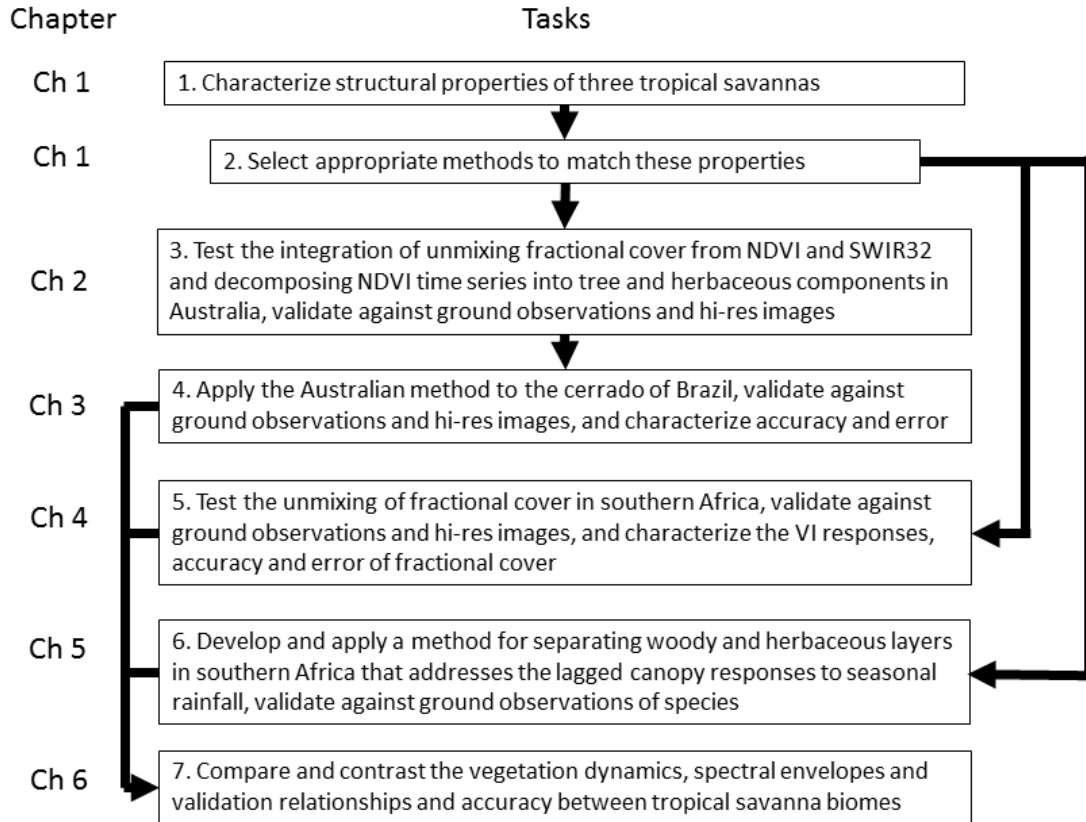 Chapter Tasks
Ch 1 1. Characterize structural properties of three tropical savannas
Ch 1 2. Select appropriate methods to match these properties
3. Test the integration of unmixing fractional cover from NDVI and SWIR32
Ch 2 and decomposing NDVI time series into tree and herbaceous components in
Australia, validate against ground observations and hi-res images
Ch 3 4. Apply the Australian method to the cerrado of Brazil, validate against
ground observations and hi-res images, and characterize accuracy and error
5. Test the unmixing of fractional cover in southern Africa, validate against
Ch 4 ground observations and hi-res images, and characterize the VI responses,
accuracy and error of fractional cover
Ch 5 6. Develop and apply a method for separating woody and herbaceous layers
in southern Africa that addresses the lagged canopy responses to seasonal
rainfall, validate against ground observations of species
Ch 6 7. Compare and contrast the vegetation dynamics, spectral envelopes and
validation relationships and accuracy between tropical savanna biomes